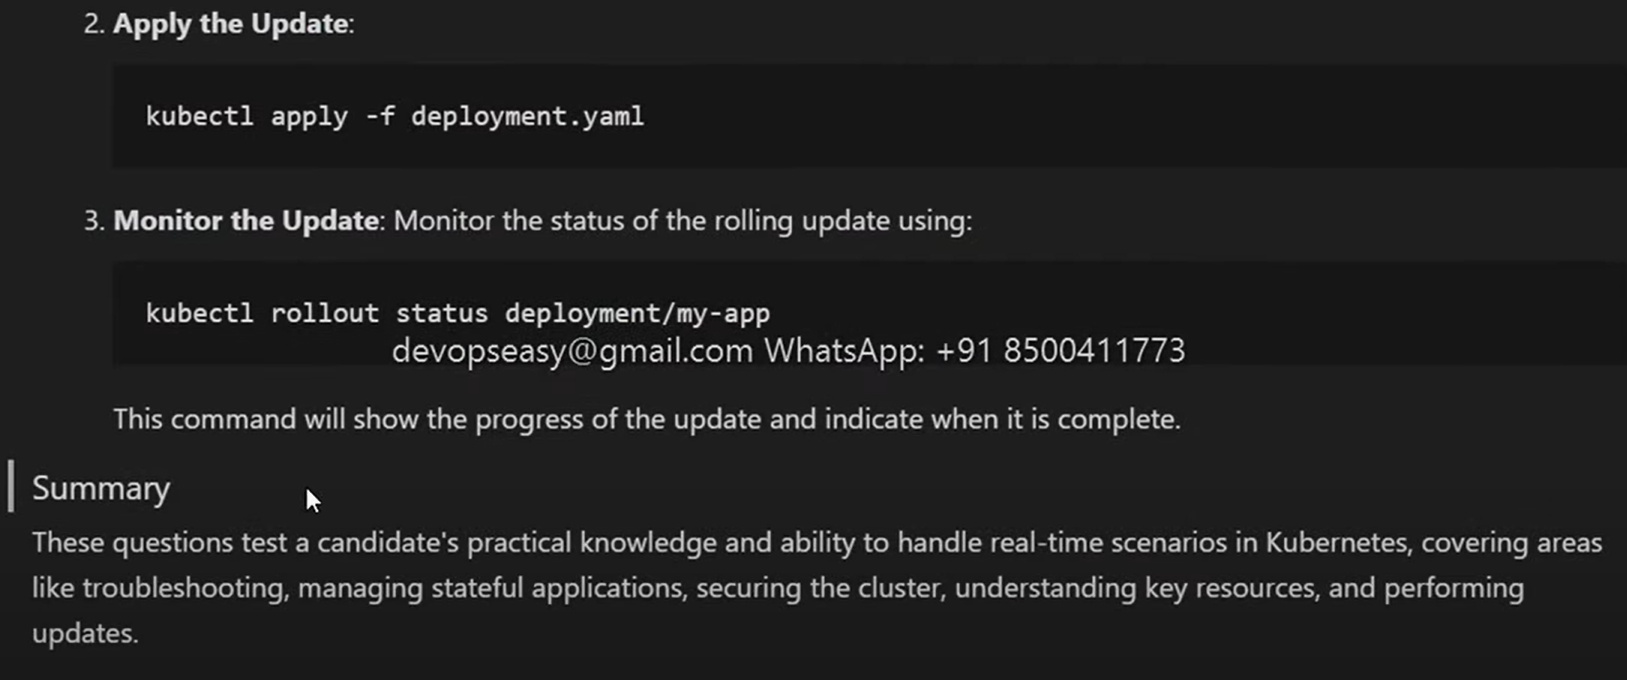 2. Apply the Update:
kubectl apply -f deployment.yaml
3. Monitor the Update: Monitor the status of the rolling update using:
kubectl rollout status deployment/my-app
devopseasy@gmail.com WhatsApp: +91 8500411773
This command will show the progress of the update and indicate when it is complete.
Summary
These questions test a candidate's practical knowledge and ability to handle real-time scenarios in Kubernetes, covering areas
like troubleshooting, managing stateful applications, securing the cluster, understanding key resources, and performing
updates.